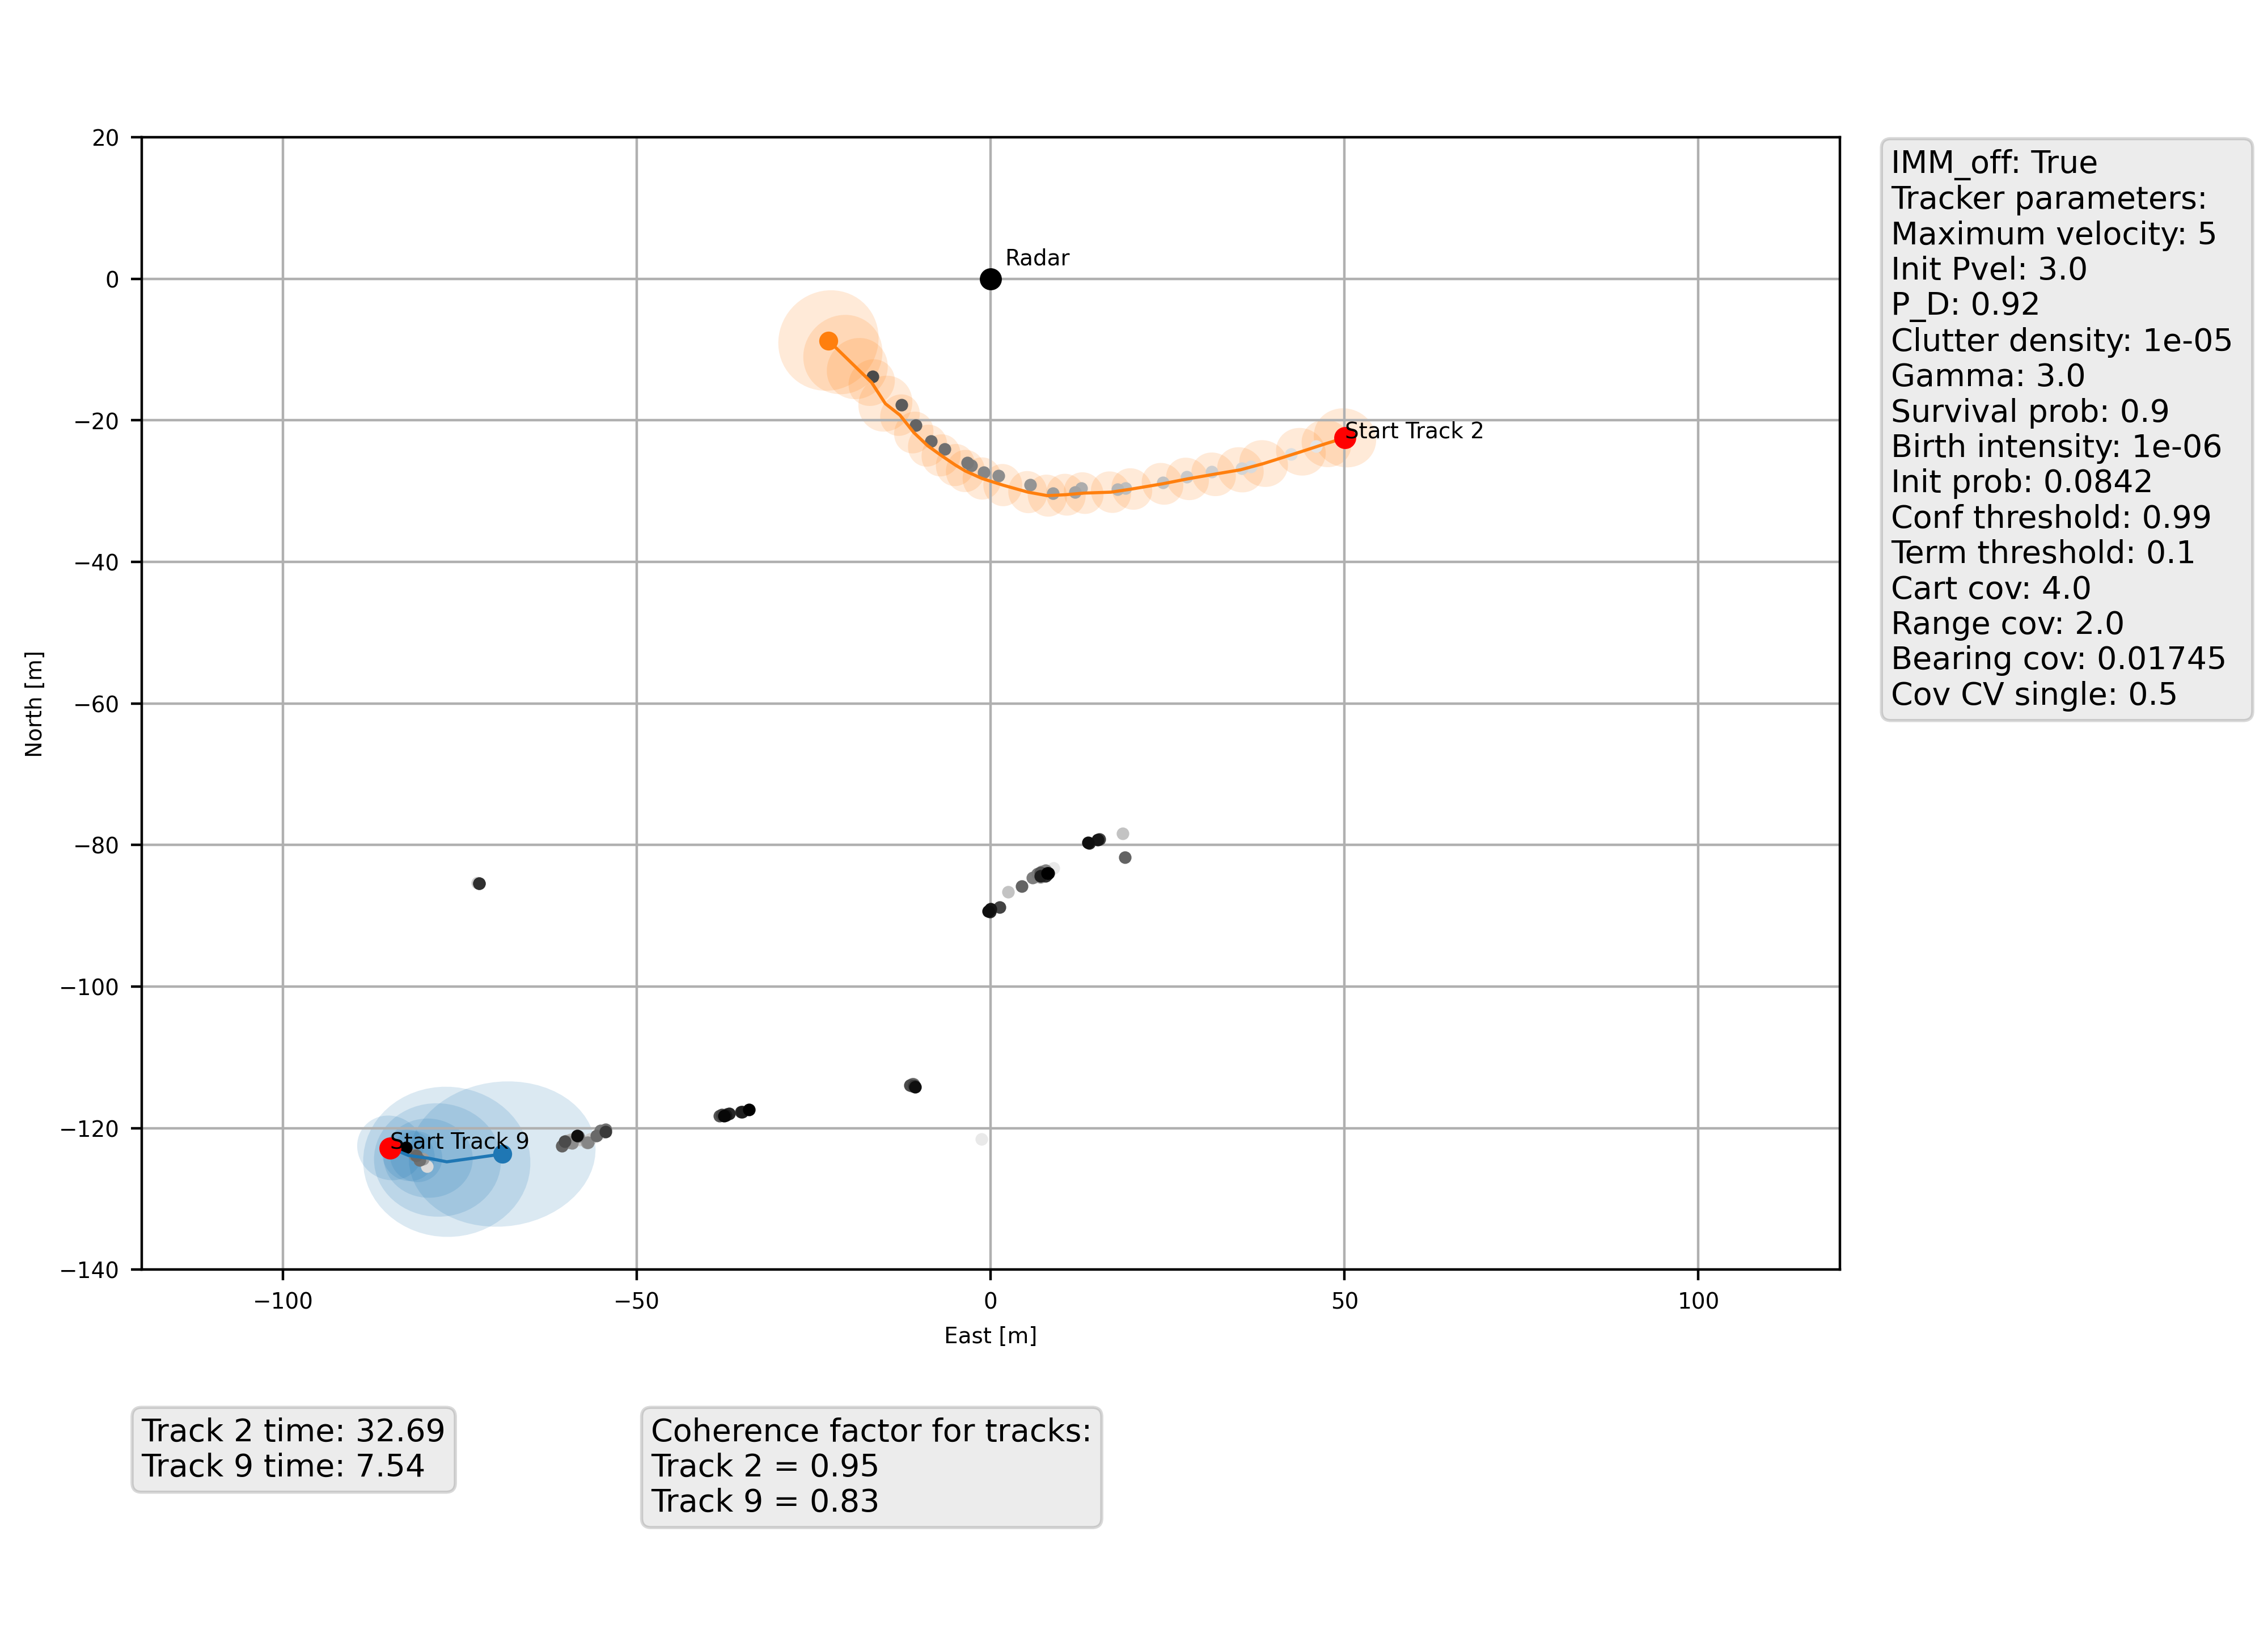 20
0
−20
−40
−60
−80
−100
−120
−140
North [m]
Radar
Start Track 2
Start Track 9
−100
−50
0
50
100
East [m]
IMM_off: True
Tracker parameters:
Maximum velocity: 5
Init Pvel: 3.0
P_D: 0.92
Clutter density: 1e-05
Gamma: 3.0
Survival prob: 0.9
Birth intensity: 1e-06
Init prob: 0.0842
Conf threshold: 0.99
Term threshold: 0.1
Cart cov: 4.0
Range cov: 2.0
Bearing cov: 0.01745
Cov CV single: 0.5
Track 2 time: 32.69
Track 9 time: 7.54
Coherence factor for tracks:
Track 2 = 0.95
Track 9 = 0.83